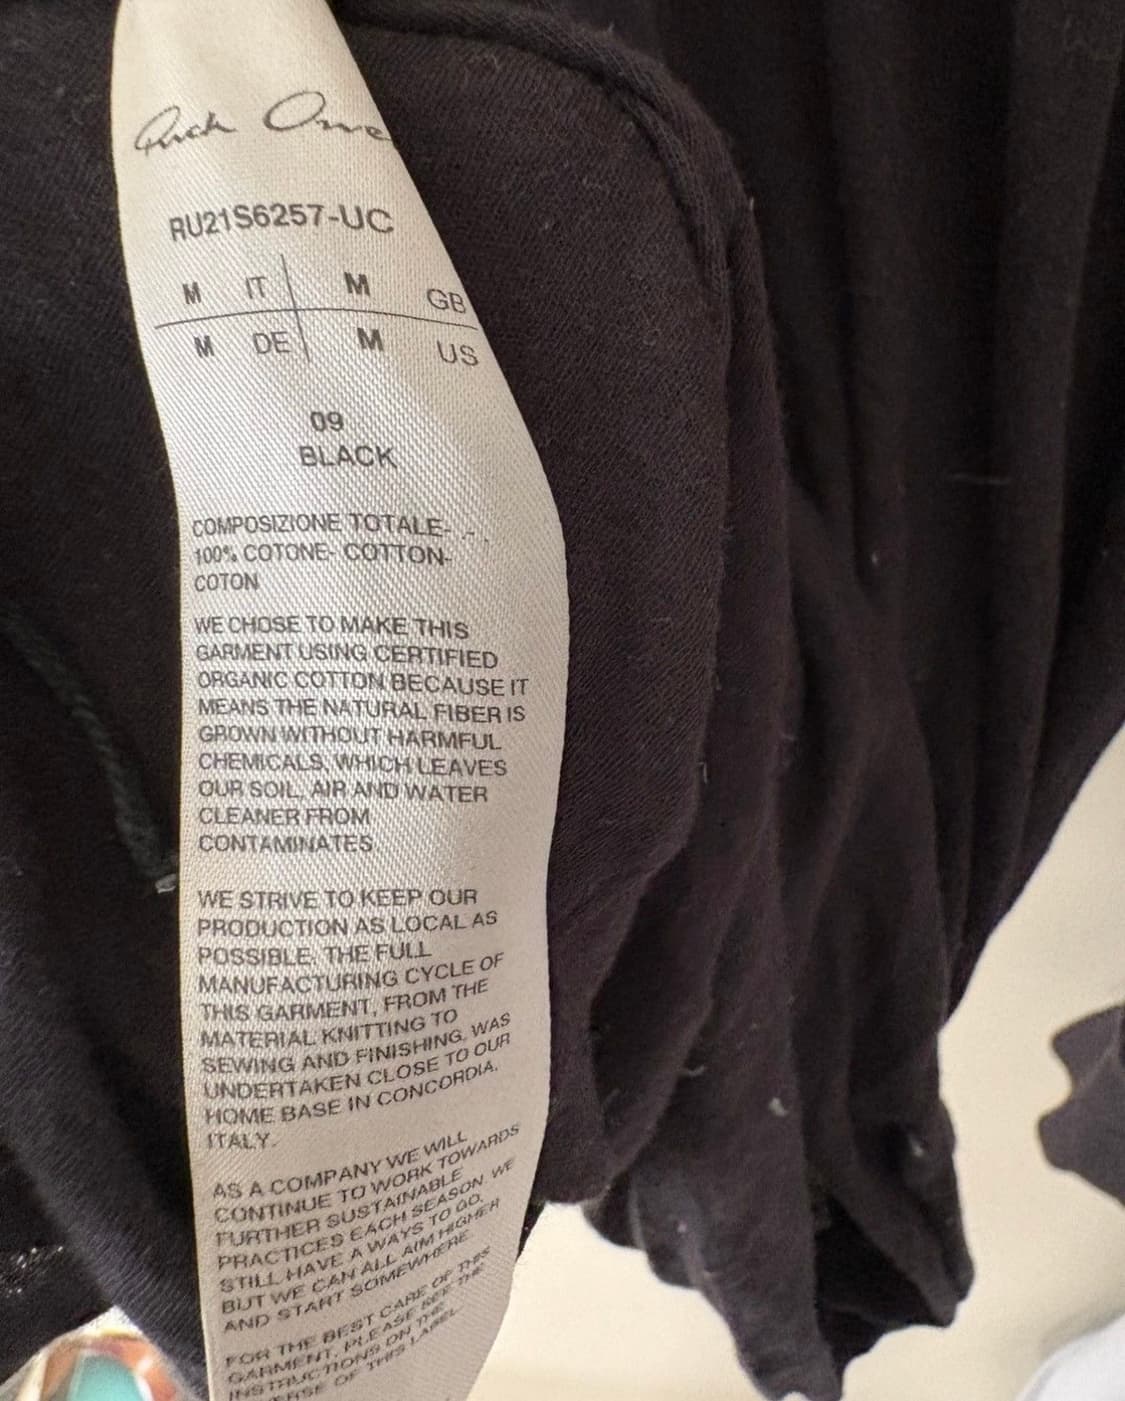 Rick Owe
RU21S6257-UC
M IT M GB
M DE M US
09
BLACK
COMPOSIZIONE TOTALE-
100% COTONE- COTTON-
COTON
WE CHOSE TO MAKE THIS
GARMENT USING CERTIFIED
ORGANIC COTTON BECAUSE IT
MEANS THE NATURAL FIBER IS
GROWN WITHOUT HARMFUL
CHEMICALS, WHICH LEAVES
OUR SOIL, AIR AND WATER
CLEANER FROM
CONTAMINATES.
WE STRIVE TO KEEP OUR
PRODUCTION AS LOCAL AS
POSSIBLE. THE FULL
MANUFACTURING CYCLE OF
THIS GARMENT, FROM THE
MATERIAL KNITTING TO
SEWING AND FINISHING, WAS
UNDERTAKEN CLOSE TO OUR
HOME BASE IN CONCORDIA,
ITALY.
AS A COMPANY WE WILL
CONTINUE TO WORK TOWARDS
FURTHER SUSTAINABLE
PRACTICES EACH SEASON. WE
STILL HAVE A WAYS TO GO,
BUT WE CAN ALL AIM HIGHER
AND START SOMEWHERE.
FOR THE BEST CARE OF THIS
GARMENT, PLEASE SEE THE
INSTRUCTIONS ON THE
OF THIS LABEL.